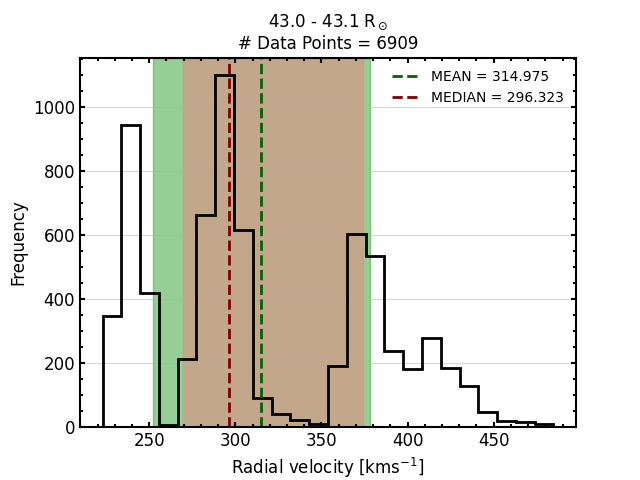 43.0 - 43.1 R⊙
# Data Points = 6909
MEAN = 314.975
MEDIAN = 296.323
Frequency
1000
800
600
400
200
0
250 300 350 400 450
Radial velocity [kms⁻¹]